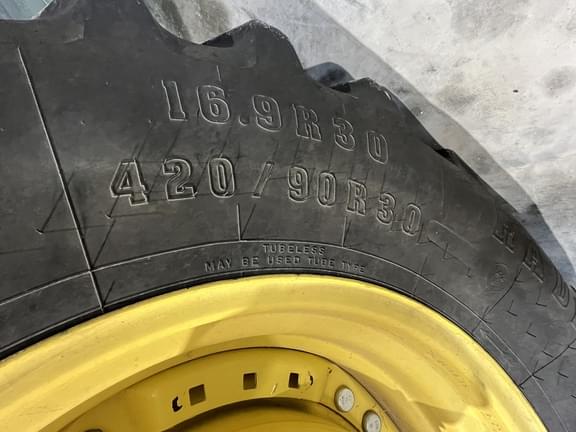 16.9R30
420/90R30
TUBELESS
MAY BE USED TUBE TYPE